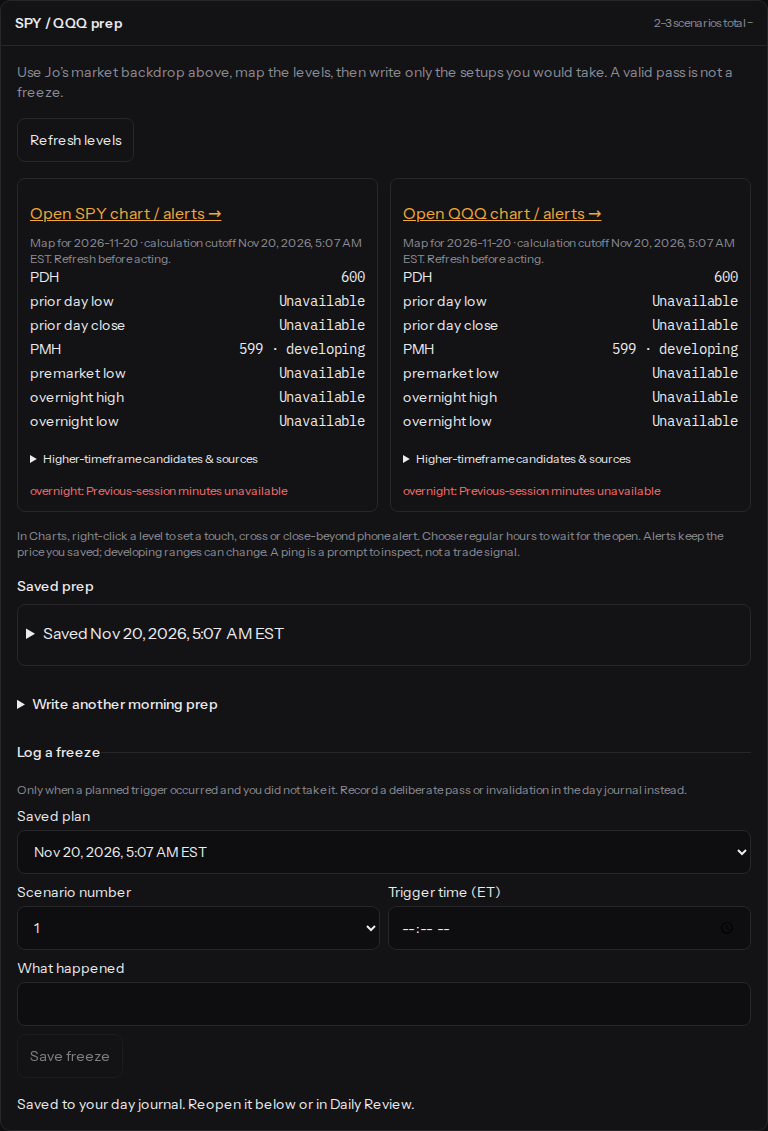 SPY / QQQ prep
2–3 scenarios total −
Use Jo's market backdrop above, map the levels, then write only the setups you would take. A valid pass is not a
freeze.
Refresh levels
Open SPY chart / alerts →
Map for 2026-11-20 · calculation cutoff Nov 20, 2026, 5:07 AM
EST. Refresh before acting.
PDH 600
prior day low Unavailable
prior day close Unavailable
PMH 599 · developing
premarket low Unavailable
overnight high Unavailable
overnight low Unavailable
▶ Higher-timeframe candidates & sources
overnight: Previous-session minutes unavailable
Open QQQ chart / alerts →
Map for 2026-11-20 · calculation cutoff Nov 20, 2026, 5:07 AM
EST. Refresh before acting.
PDH 600
prior day low Unavailable
prior day close Unavailable
PMH 599 · developing
premarket low Unavailable
overnight high Unavailable
overnight low Unavailable
▶ Higher-timeframe candidates & sources
overnight: Previous-session minutes unavailable
In Charts, right-click a level to set a touch, cross or close-beyond phone alert. Choose regular hours to wait for the open. Alerts keep the
price you saved; developing ranges can change. A ping is a prompt to inspect, not a trade signal.
Saved prep
▶ Saved Nov 20, 2026, 5:07 AM EST
▶ Write another morning prep
Log a freeze
Only when a planned trigger occurred and you did not take it. Record a deliberate pass or invalidation in the day journal instead.
Saved plan
Nov 20, 2026, 5:07 AM EST
Scenario number
Trigger time (ET)
1
--:-- --
What happened
Save freeze
Saved to your day journal. Reopen it below or in Daily Review.